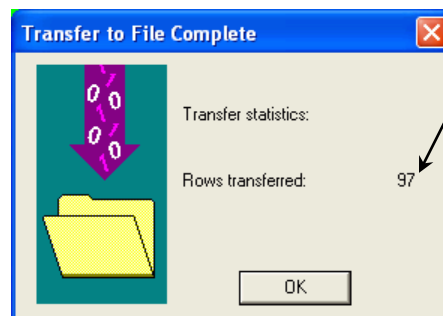 Transfer to File Complete
Transfer statistics:
Rows transferred: 97
OK